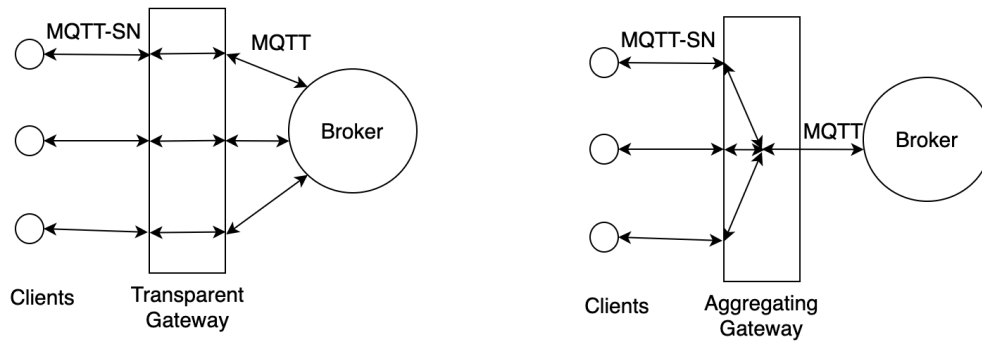 MQTT-SN
MQTT
Broker
Clients
Transparent
Gateway
MQTT-SN
MQTT
Broker
Clients
Aggregating
Gateway